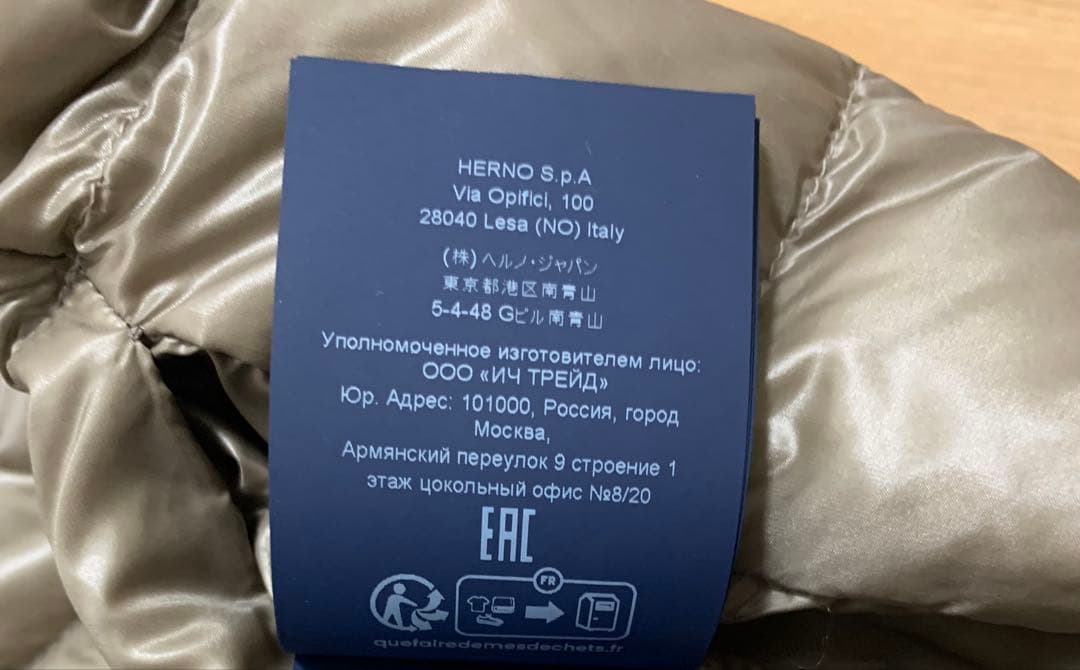 HERNO S.p.A
Via Opifici, 100
28040 Lesa (NO) Italy
(株)ヘルノ・ジャパン
東京都港区南青山
5-4-48 Gビル南青山
Уполномоченное изготовителем лицо:
ООО «ИЧ ТРЕЙД»
Юр. Адрес: 101000, Россия, город
Москва,
Армянский переулок 9 строение 1
этаж цокольный офис №8/20
EAC
FR
quefairedemesdechets.fr